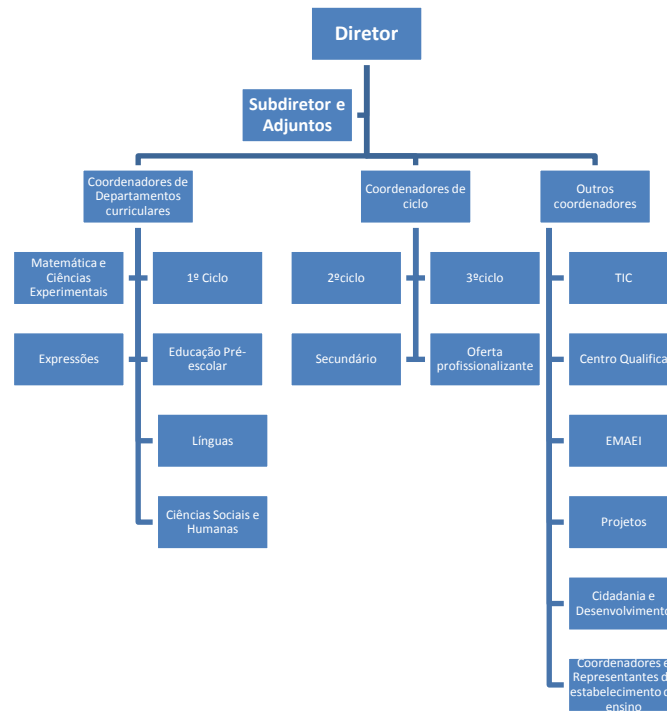 Diretor
Subdiretor e
Adjuntos
Coordenadores de
Departamentos
curriculares
Coordenadores de
ciclo
Outros
coordenadores
Matemática e
Ciências
Experimentais
1º Ciclo
2ºciclo
3ºciclo
TIC
Expressões
Educação Pré-
escolar
Secundário
Oferta
profissionalizante
Centro Qualifica
Línguas
EMAEI
Ciências Sociais e
Humanas
Projetos
Cidadania e
Desenvolvimento
Coordenadores e
Representantes d
estabelecimento d
ensino